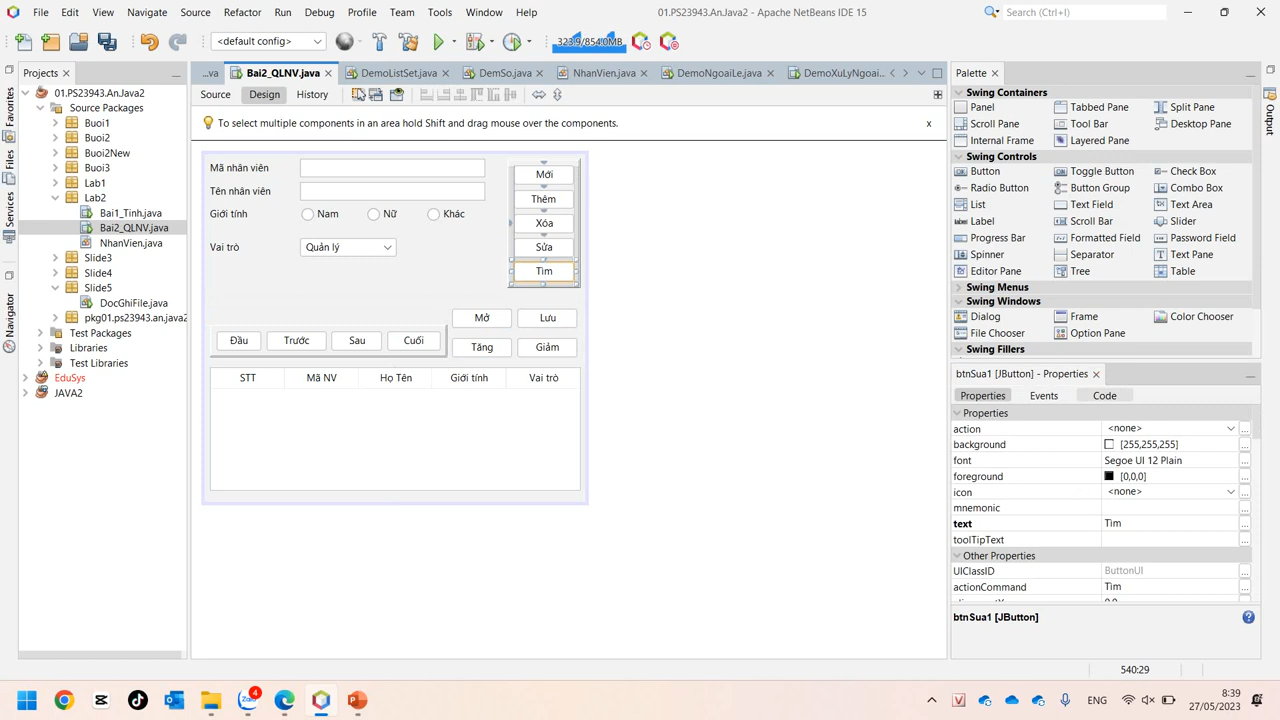 File Edit View Navigate Source Refactor Run Debug Profile Team Tools Window Help
01.PS23943.AnJava2 - Apache NetBeans IDE 15
Search (Ctrl+I)
<default config>
323.9/854.0MB
Projects
...va Bai2_QLNV.java DemoListSet.java DemSo.java NhanVien.java DemoNgoaiLe.java DemoXuLyNgoai...
Palette
Source Design History
To select multiple components in an area hold Shift and drag mouse over the components.
x
Favorites
Files
Services
Navigator
Output
01.PS23943.An.Java2
Source Packages
Buoi1
Buoi2
Buoi2New
Buoi3
Lab1
Lab2
Bai1_Tinh.java
Bai2_QLNV.java
NhanVien.java
Slide3
Slide4
Slide5
DocGhiFile.java
pkg01.ps23943.an.java2
Test Packages
Libraries
Test Libraries
EduSys
JAVA2
Mã nhân viên
Tên nhân viên
Giới tính Nam Nữ Khác
Vai trò Quản lý
Mới
Thêm
Xóa
Sửa
Tìm
Mở Lưu
Đầu Trước Sau Cuối
Tăng Giảm
STT Mã NV Họ Tên Giới tính Vai trò
Swing Containers
Panel Tabbed Pane Split Pane
Scroll Pane Tool Bar Desktop Pane
Internal Frame Layered Pane
Swing Controls
Button Toggle Button Check Box
Radio Button Button Group Combo Box
List Text Field Text Area
Label Scroll Bar Slider
Progress Bar Formatted Field Password Field
Spinner Separator Text Pane
Editor Pane Tree Table
Swing Menus
Swing Windows
Dialog Frame Color Chooser
File Chooser Option Pane
Swing Fillers
btnSua1 [JButton] - Properties
Properties Events Code
Properties
action <none>
background [255,255,255]
font Segoe UI 12 Plain
foreground [0,0,0]
icon <none>
mnemonic
text Tìm
toolTipText
Other Properties
UIClassID ButtonUI
actionCommand Tìm
btnSua1 [JButton]
540:29
Zalo 4
ENG
8:39
27/05/2023